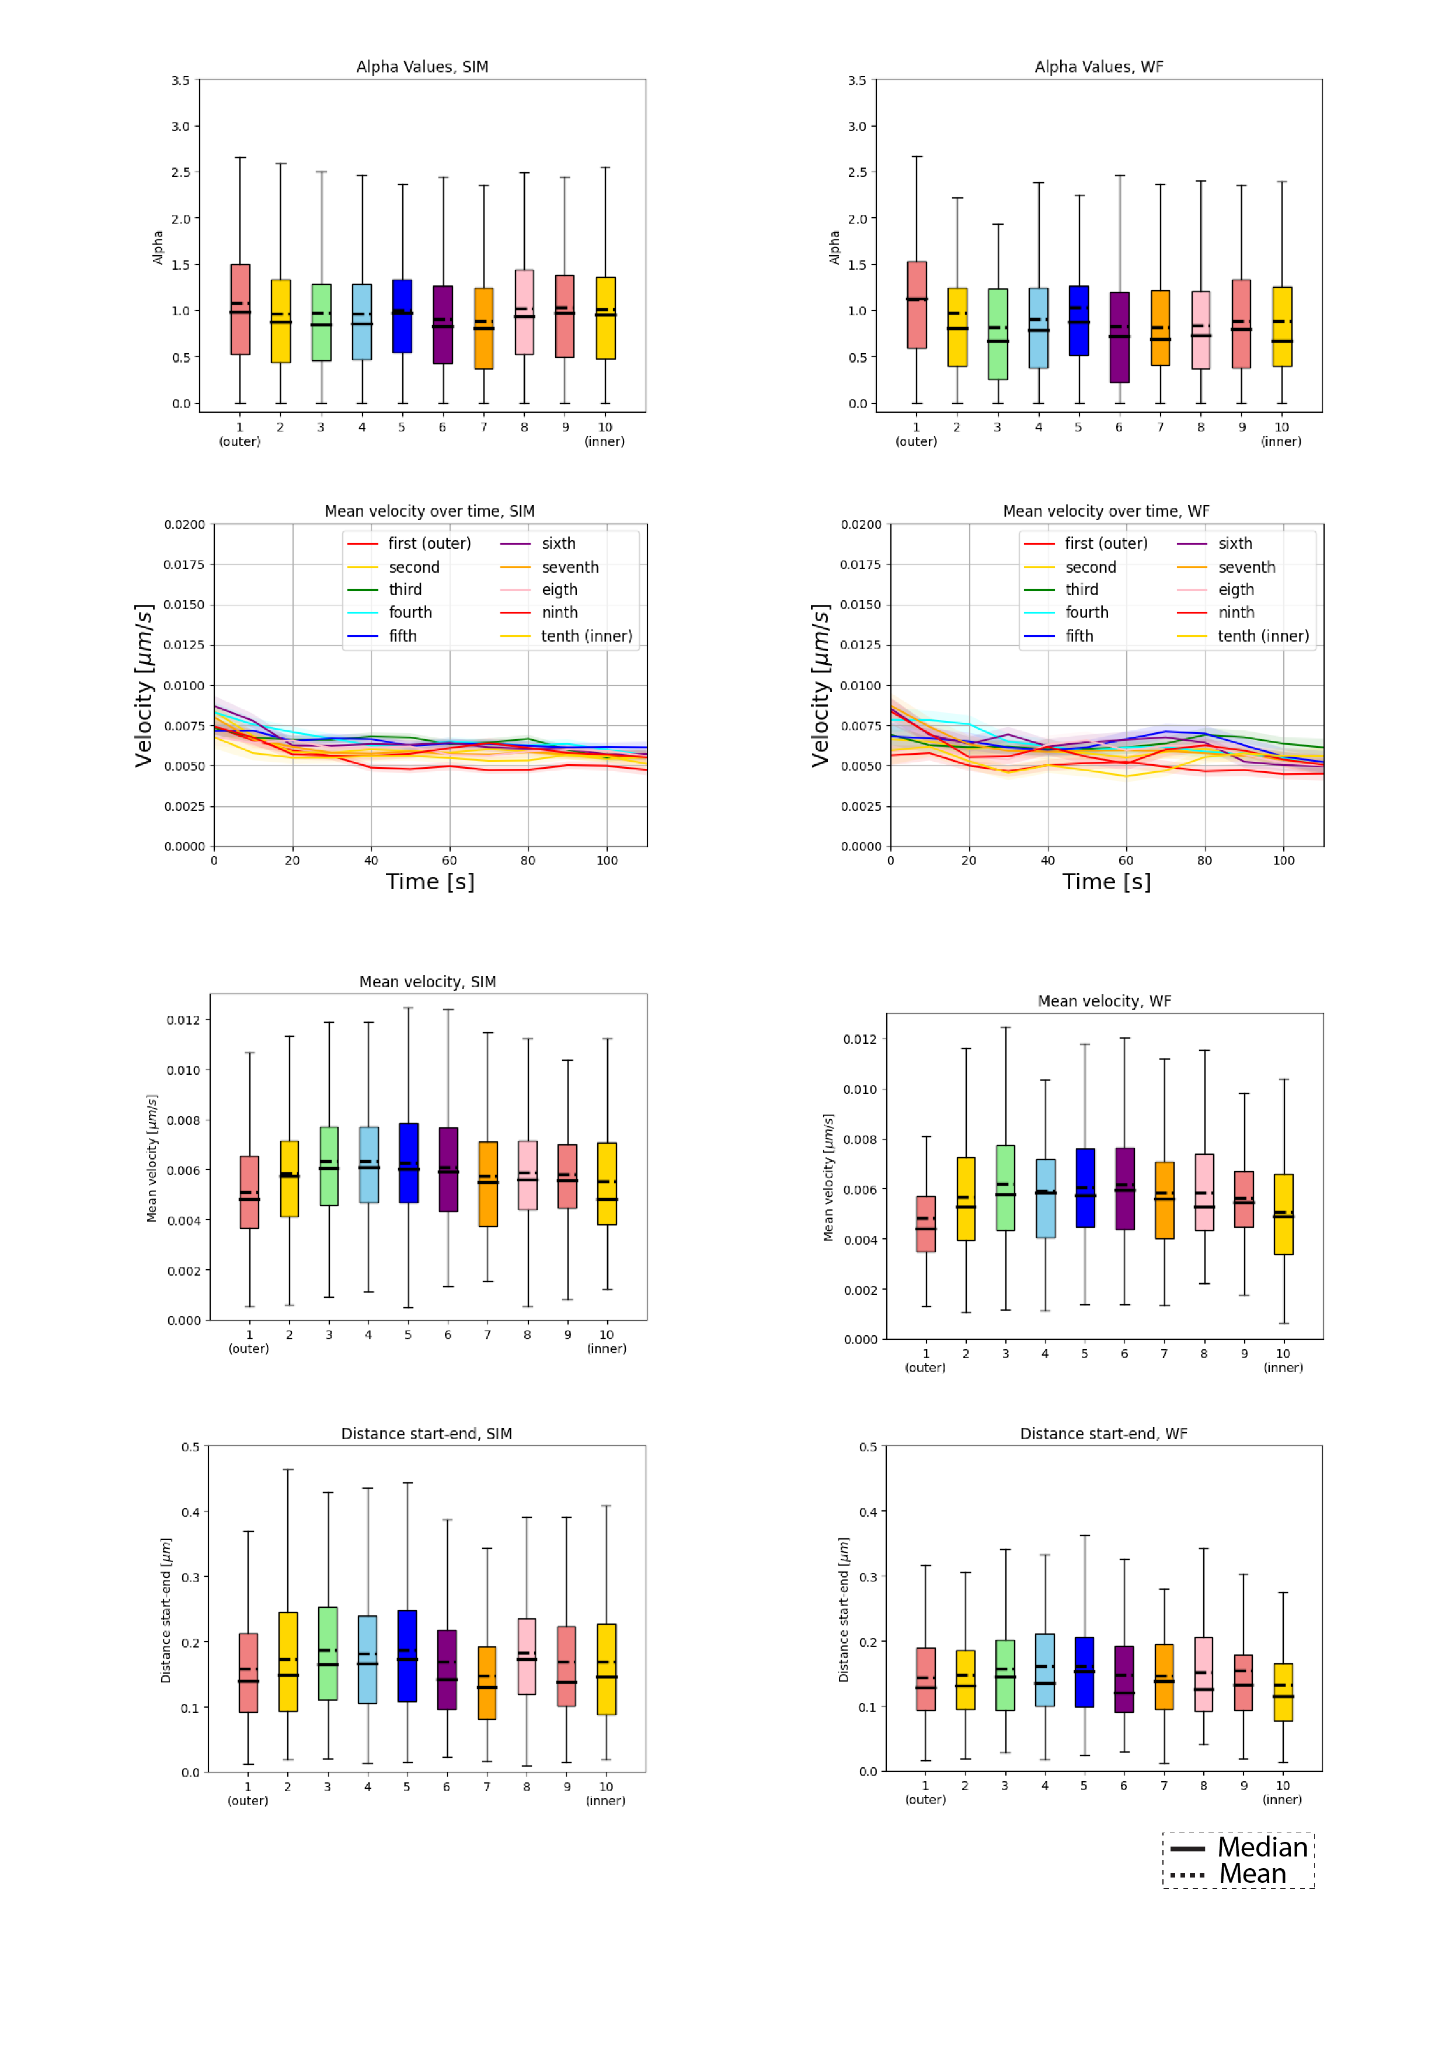 Alpha Values, SIM
3.5
3.0
2.5
2.0
1.5
1.0
0.5
0.0
Alpha
1 2 3 4 5 6 7 8 9 10
(outer) (inner)
Alpha Values, WF
3.5
3.0
2.5
2.0
1.5
1.0
0.5
0.0
Alpha
1 2 3 4 5 6 7 8 9 10
(outer) (inner)
Mean velocity over time, SIM
0.0200
0.0175
0.0150
0.0125
0.0100
0.0075
0.0050
0.0025
0.0000
Velocity [μm/s]
first (outer) sixth
second seventh
third eigth
fourth ninth
fifth tenth (inner)
0 20 40 60 80 100
Time [s]
Mean velocity over time, WF
0.0200
0.0175
0.0150
0.0125
0.0100
0.0075
0.0050
0.0025
0.0000
Velocity [μm/s]
first (outer) sixth
second seventh
third eigth
fourth ninth
fifth tenth (inner)
0 20 40 60 80 100
Time [s]
Mean velocity, SIM
0.012
0.010
0.008
0.006
0.004
0.002
0.000
Mean velocity [μm/s]
1 2 3 4 5 6 7 8 9 10
(outer) (inner)
Mean velocity, WF
0.012
0.010
0.008
0.006
0.004
0.002
0.000
Mean velocity [μm/s]
1 2 3 4 5 6 7 8 9 10
(outer) (inner)
Distance start-end, SIM
0.5
0.4
0.3
0.2
0.1
0.0
Distance start-end [μm]
1 2 3 4 5 6 7 8 9 10
(outer) (inner)
Distance start-end, WF
0.5
0.4
0.3
0.2
0.1
0.0
Distance start-end [μm]
1 2 3 4 5 6 7 8 9 10
(outer) (inner)
Median
Mean